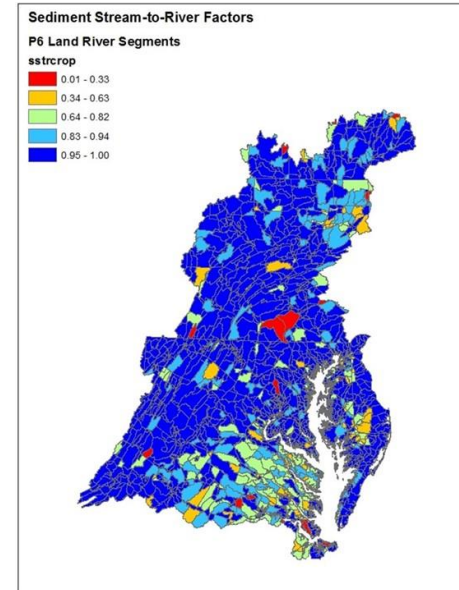 Sediment Stream-to-River Factors
P6 Land River Segments
sstrcrop
0.01 - 0.33
0.34 - 0.63
0.64 - 0.82
0.83 - 0.94
0.95 - 1.00